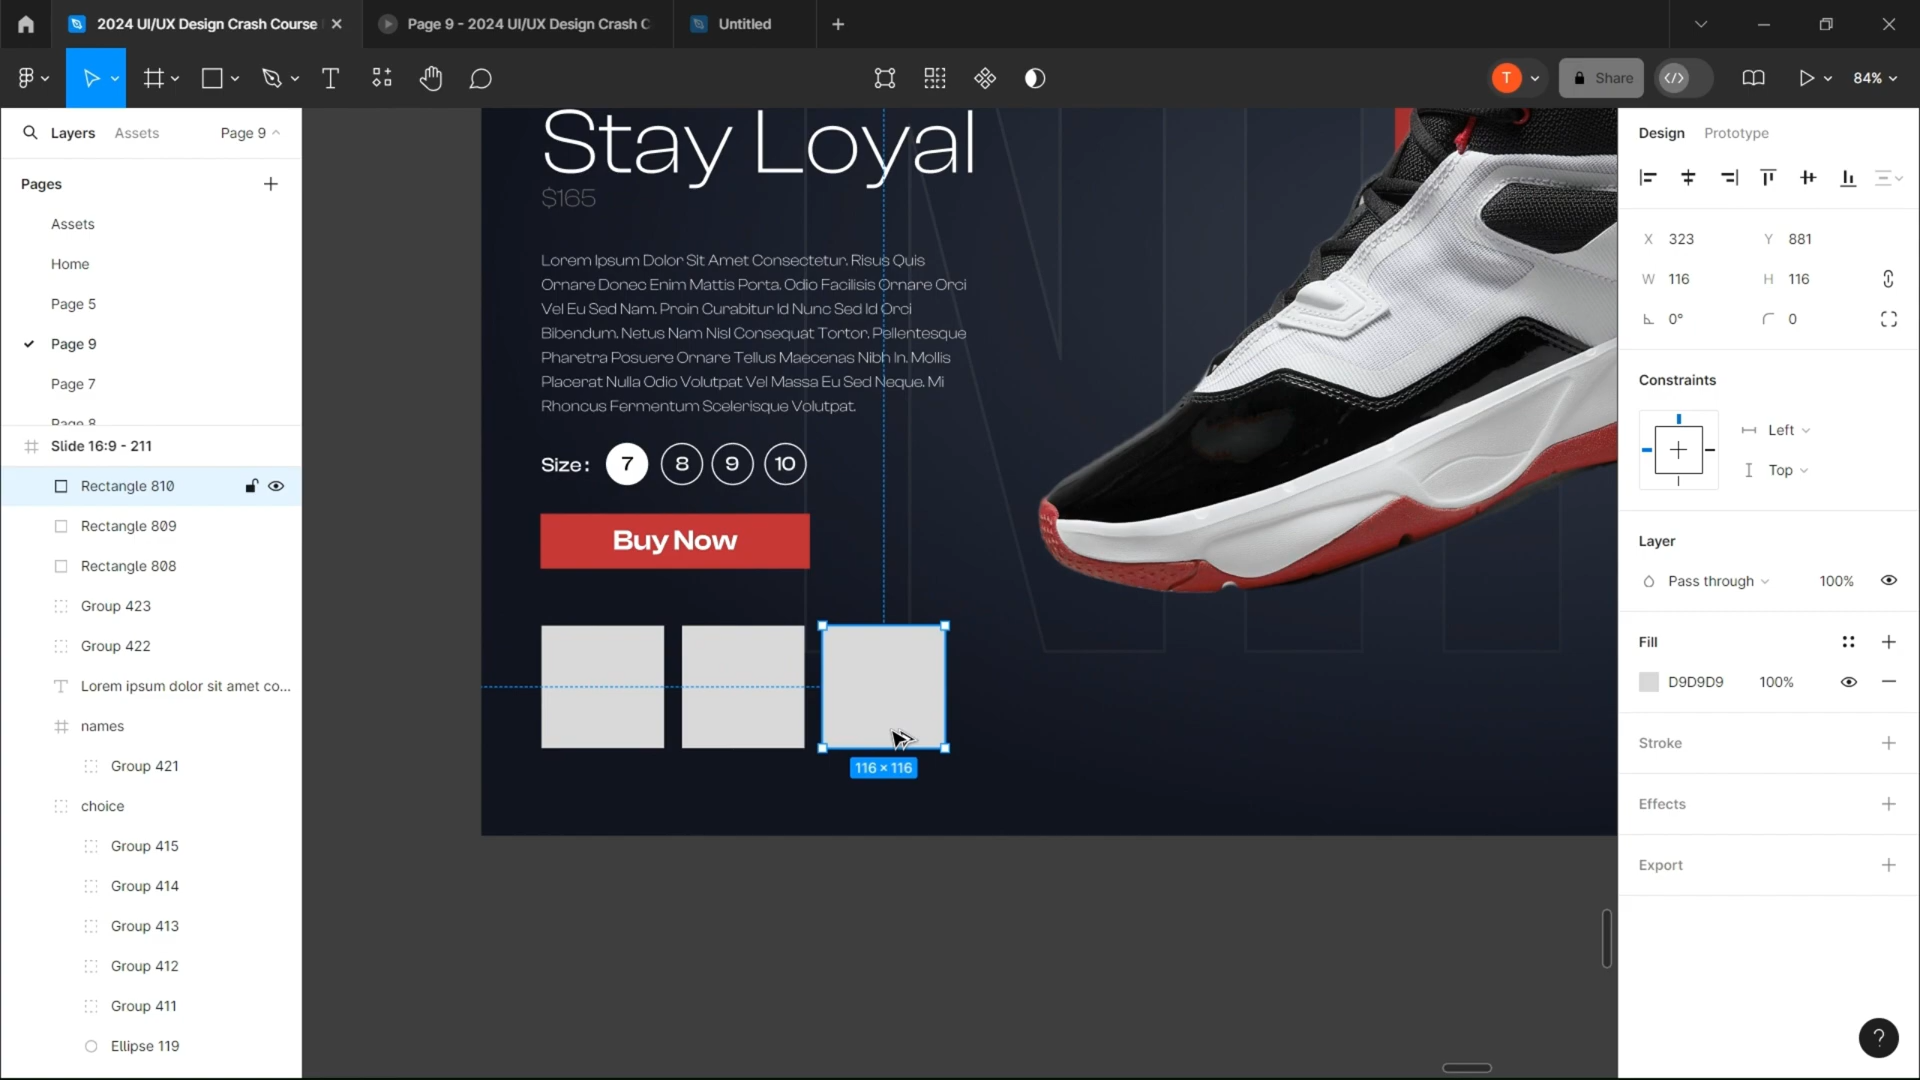 2024 UI/UX Design Crash Course
Page 9 - 2024 UI/UX Design Crash C
Untitled
T
Share
84%
Layers
Assets
Page 9
Pages
Assets
Home
Page 5
Page 9
Page 7
Page 8
Slide 16:9 - 211
Rectangle 810
Rectangle 809
Rectangle 808
Group 423
Group 422
Lorem ipsum dolor sit amet co...
names
Group 421
choice
Group 415
Group 414
Group 413
Group 412
Group 411
Ellipse 119
Stay Loyal
$165
Lorem Ipsum Dolor Sit Amet Consectetur. Risus Quis
Ornare Donec Enim Mattis Porta. Odio Facilisis Ornare Orci
Vel Eu Sed Nam. Proin Curabitur Id Nunc Sed Id Orci
Bibendum. Netus Nam Nisl Consequat Tortor. Pellentesque
Pharetra Posuere Ornare Tellus Maecenas Nibh In. Mollis
Placerat Nulla Odio Volutpat Vel Massa Eu Sed Neque. Mi
Rhoncus Fermentum Scelerisque Volutpat.
Size : 7 8 9 10
Buy Now
116 × 116
Design
Prototype
X 323 Y 881
W 116 H 116
0° 0
Constraints
Left
Top
Layer
Pass through 100%
Fill
D9D9D9 100%
Stroke
Effects
Export
?